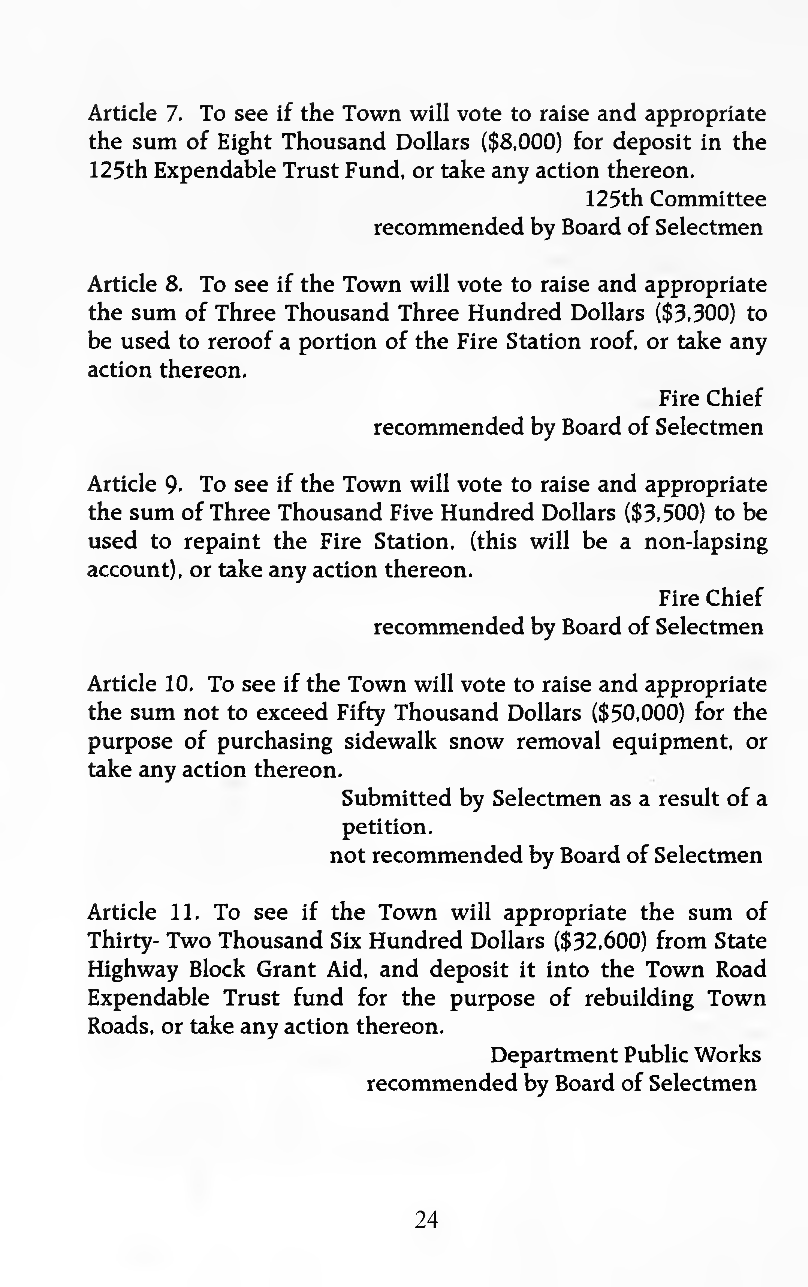 Article 7. To see if the Town will vote to raise and appropriate
the sum of Eight Thousand Dollars ($8,000) for deposit in the
125th Expendable Trust Fund, or take any action thereon.
125th Committee
recommended by Board of Selectmen
Article 8. To see if the Town will vote to raise and appropriate
the sum of Three Thousand Three Hundred Dollars ($3,300) to
be used to reroof a portion of the Fire Station roof, or take any
action thereon.
Fire Chief
recommended by Board of Selectmen
Article 9. To see if the Town will vote to raise and appropriate
the sum of Three Thousand Five Hundred Dollars ($3,500) to be
used to repaint the Fire Station, (this will be a non-lapsing
account), or take any action thereon.
Fire Chief
recommended by Board of Selectmen
Article 10. To see if the Town will vote to raise and appropriate
the sum not to exceed Fifty Thousand Dollars ($50,000) for the
purpose of purchasing sidewalk snow removal equipment, or
take any action thereon.
Submitted by Selectmen as a result of a
petition.
not recommended by Board of Selectmen
Article 11. To see if the Town will appropriate the sum of
Thirty- Two Thousand Six Hundred Dollars ($32,600) from State
Highway Block Grant Aid, and deposit it into the Town Road
Expendable Trust fund for the purpose of rebuilding Town
Roads, or take any action thereon.
Department Public Works
recommended by Board of Selectmen
24